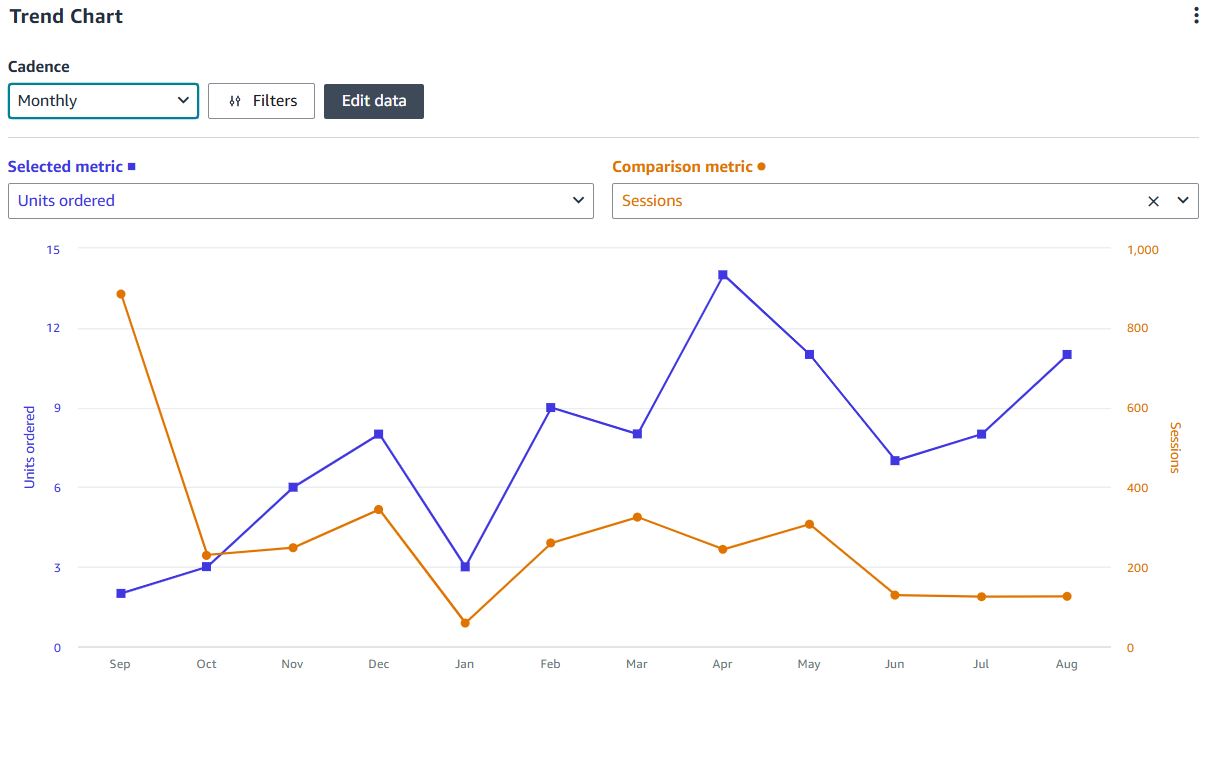 Trend Chart
Cadence
Monthly
Filters
Edit data
Selected metric
Comparison metric
Units ordered
Sessions
15
1,000
12
800
9
600
Units ordered
Sessions
6
400
3
200
0
0
Sep Oct Nov Dec Jan Feb Mar Apr May Jun Jul Aug